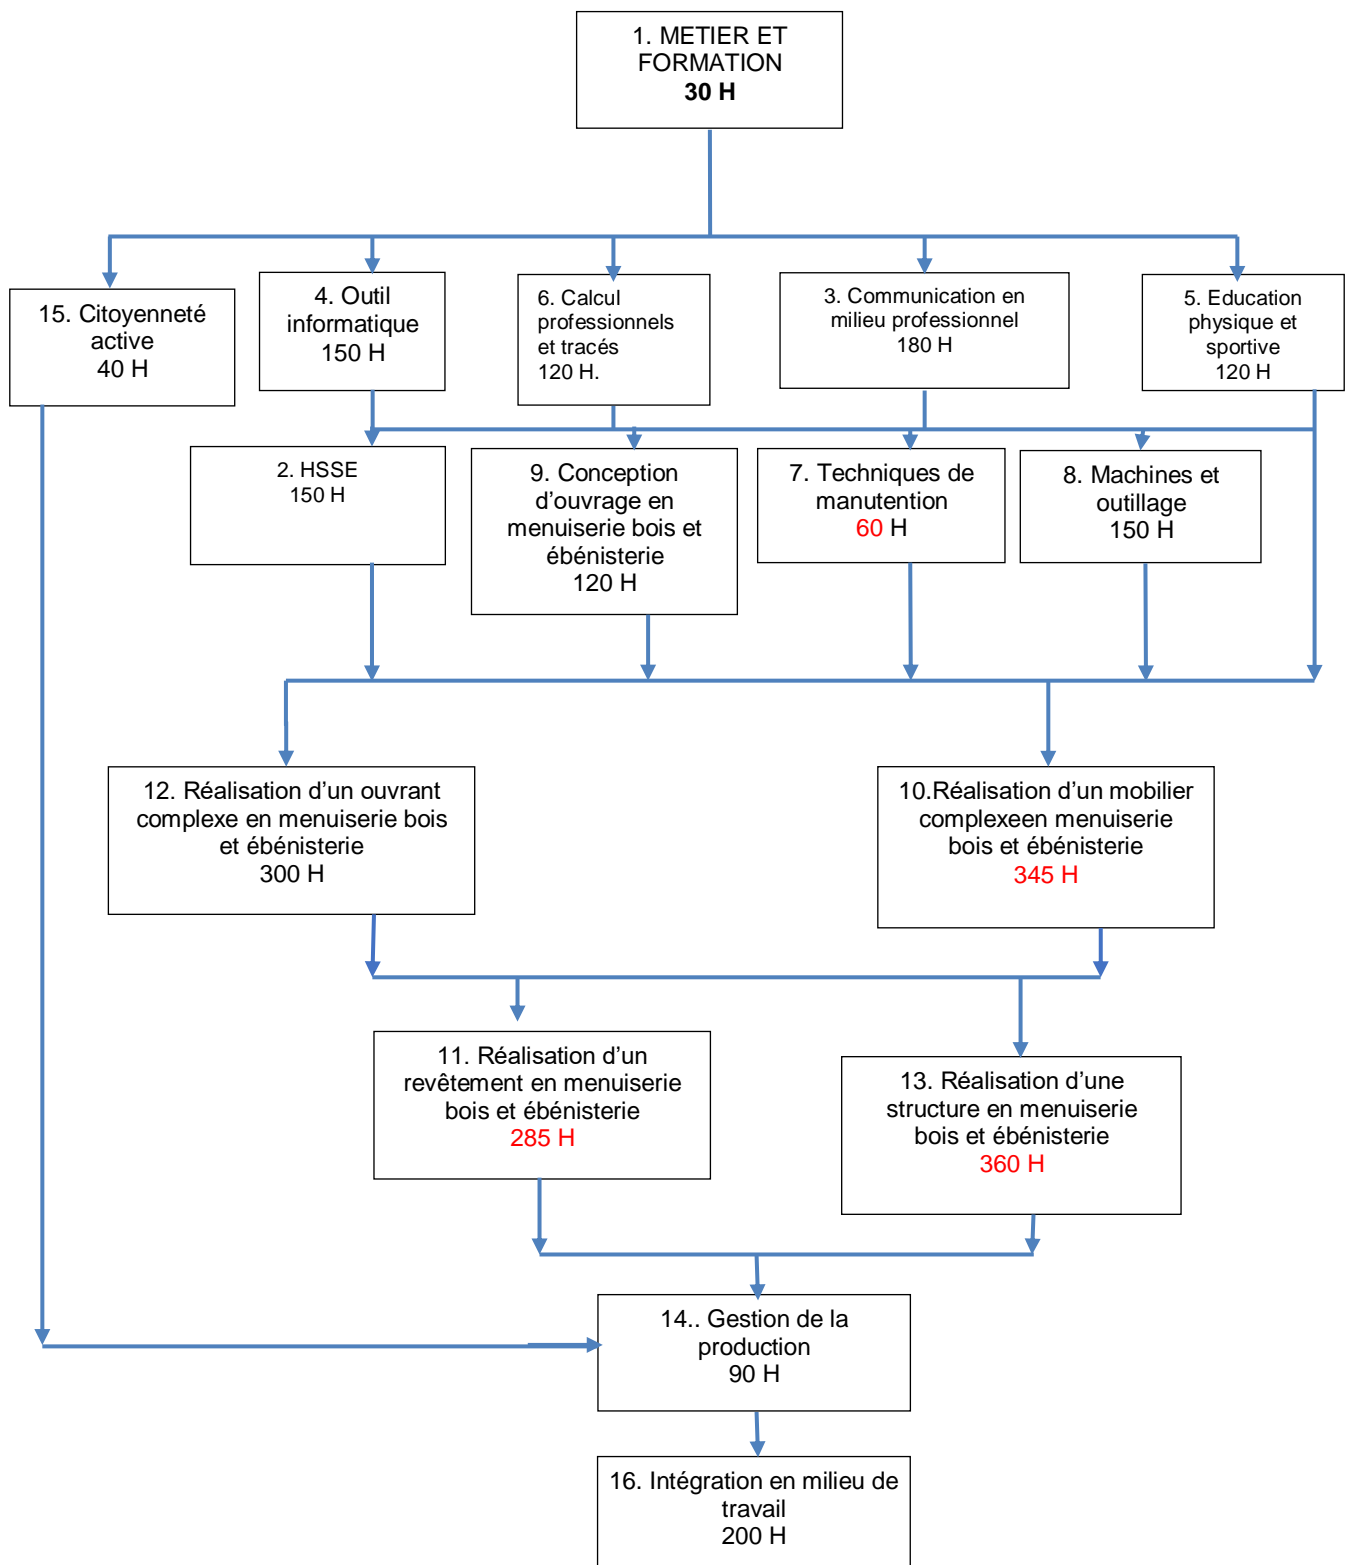 1. METIER ET
FORMATION
30 H
15. Citoyenneté
active
40 H
4. Outil
informatique
150 H
6. Calcul
professionnels
et tracés
120 H.
3. Communication en
milieu professionnel
180 H
5. Education
physique et
sportive
120 H
2. HSSE
150 H
9. Conception
d’ouvrage en
menuiserie bois et
ébénisterie
120 H
7. Techniques de
manutention
60 H
8. Machines et
outillage
150 H
12. Réalisation d’un ouvrant
complexe en menuiserie bois
et ébénisterie
300 H
10.Réalisation d’un mobilier
complexeen menuiserie
bois et ébénisterie
345 H
11. Réalisation d’un
revêtement en menuiserie
bois et ébénisterie
285 H
13. Réalisation d’une
structure en menuiserie
bois et ébénisterie
360 H
14.. Gestion de la
production
90 H
16. Intégration en milieu de
travail
200 H